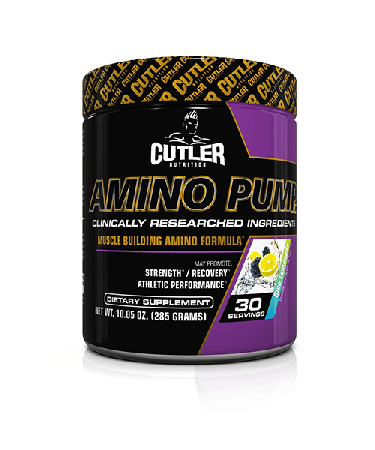 CUTLER
NUTRITION
AMINO PUMP
CLINICALLY RESEARCHED INGREDIENTS
MUSCLE BUILDING AMINO FORMULA*
MAY PROMOTE:
STRENGTH* / RECOVERY*
ATHLETIC PERFORMANCE*
DIETARY SUPPLEMENT
30
SERVINGS
NET WT. 10.05 OZ. (285 GRAMS)